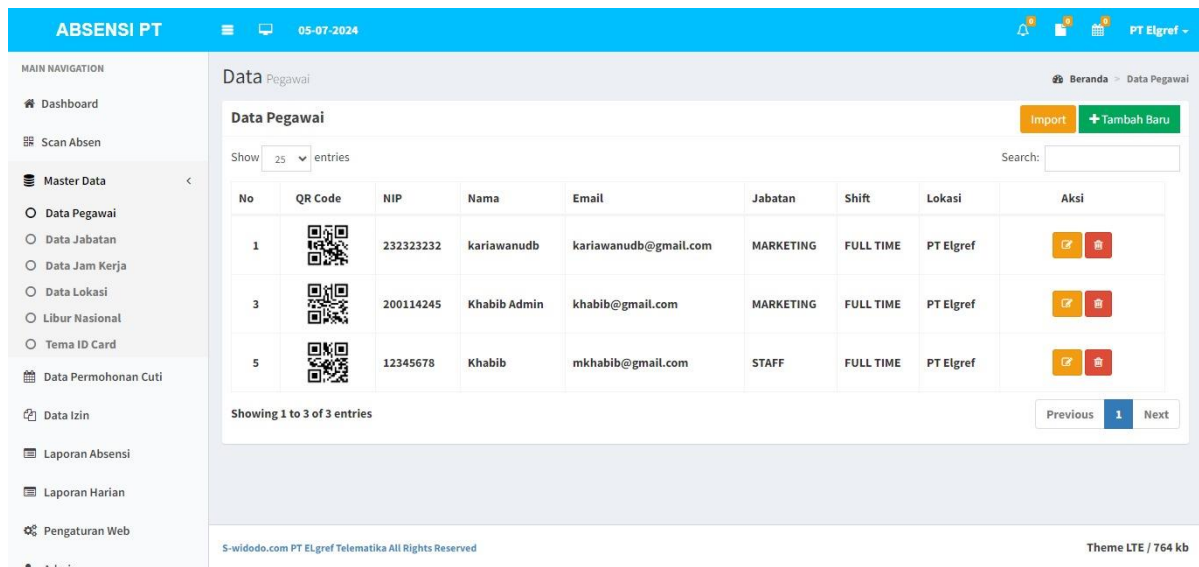 ABSENSI PT
05-07-2024
0
0
0
PT Elgref
MAIN NAVIGATION
Dashboard
Scan Absen
Master Data
Data Pegawai
Data Jabatan
Data Jam Kerja
Data Lokasi
Libur Nasional
Tema ID Card
Data Permohonan Cuti
Data Izin
Laporan Absensi
Laporan Harian
Pengaturan Web
Data Pegawai
Beranda > Data Pegawai
Data Pegawai
Import
+Tambah Baru
Show 25 entries
Search:
No QR Code NIP Nama Email Jabatan Shift Lokasi Aksi
1 232323232 kariawanudb kariawanudb@gmail.com MARKETING FULL TIME PT Elgref
3 200114245 Khabib Admin khabib@gmail.com MARKETING FULL TIME PT Elgref
5 12345678 Khabib mkhabib@gmail.com STAFF FULL TIME PT Elgref
Showing 1 to 3 of 3 entries
Previous 1 Next
S-widodo.com PT ELgref Telematika All Rights Reserved
Theme LTE / 764 kb